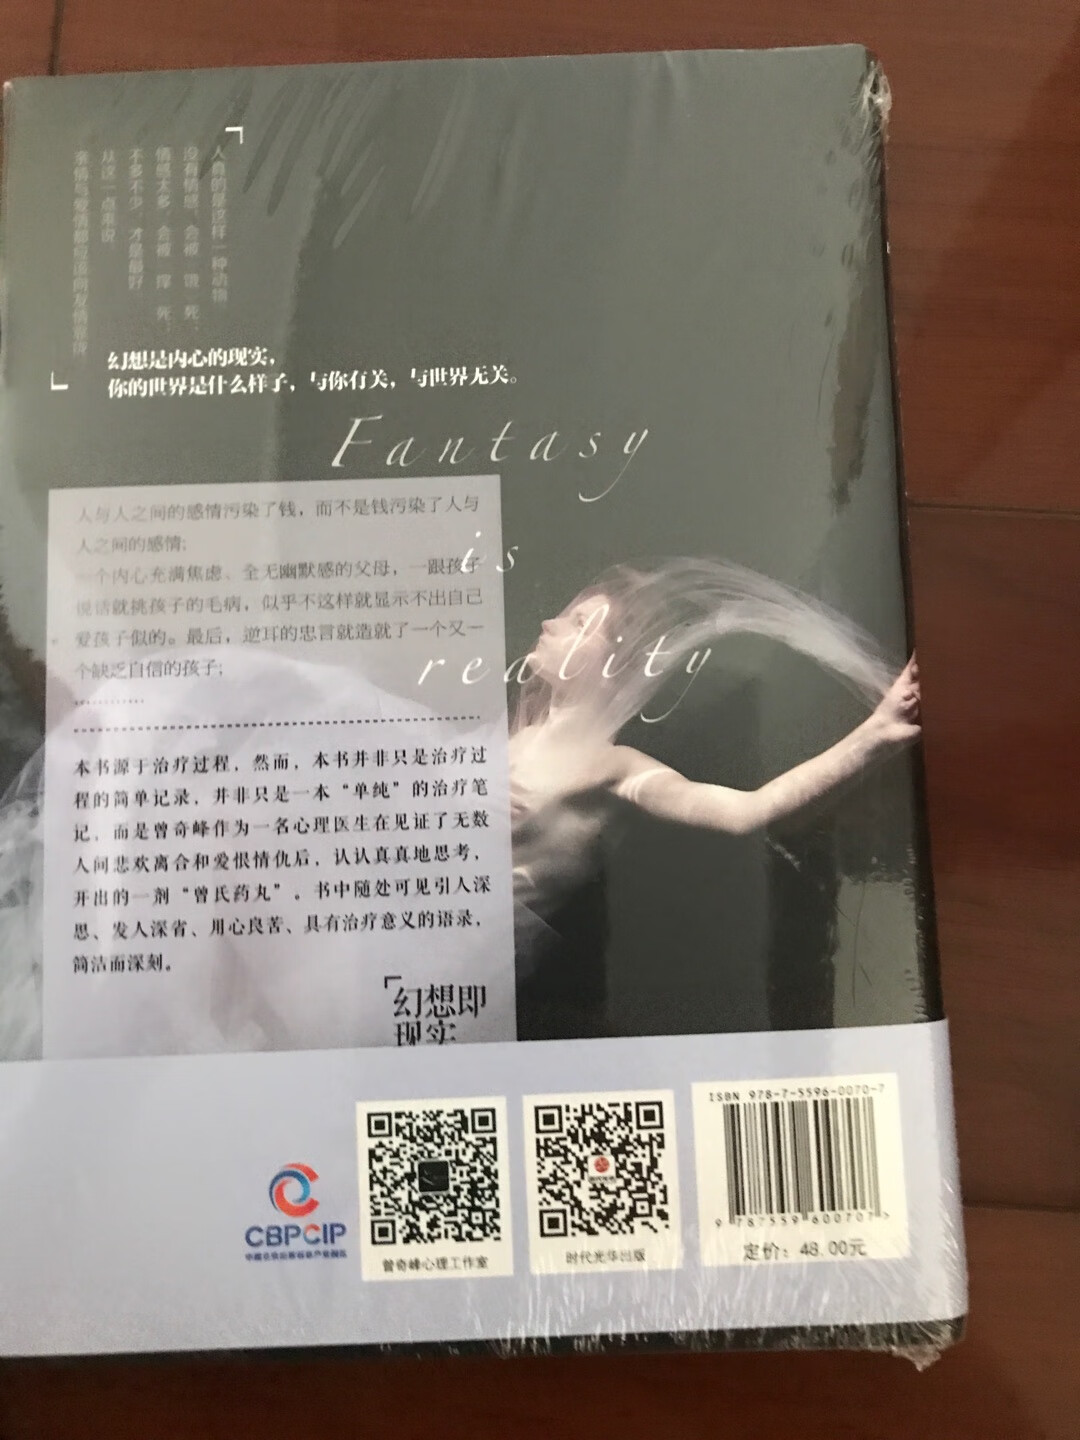 人真的是这样一种动物
没有情感，会被 饿 死；
情感太多，会被 撑 死；
不多不少，才是最好
从这一点来说
亲情与爱情都应该向友情看齐
幻想是内心的现实，
你的世界是什么样子，与你有关，与世界无关。
Fantasy
is
reality
人与人之间的感情污染了钱，而不是钱污染了人与
人之间的感情;
一个内心充满焦虑、全无幽默感的父母，一跟孩子
说话就挑孩子的毛病，似乎不这样就显示不出自己
爱孩子似的。最后，逆耳的忠言就造就了一个又一
个缺乏自信的孩子;
本书源于治疗过程，然而，本书并非只是治疗过
程的简单记录，并非只是一本“单纯”的治疗笔
记，而是曾奇峰作为一名心理医生在见证了无数
人间悲欢离合和爱恨情仇后，认认真真地思考，
开出的一剂“曾氏药丸”。书中随处可见引人深
思、发人深省、用心良苦、具有治疗意义的语录，
简洁而深刻。
幻想即
现实
CBPCIP
曾奇峰心理工作室
时代光华出版
ISBN 978-7-5596-0070-7
9 787559 600707 >
定价：48.00元